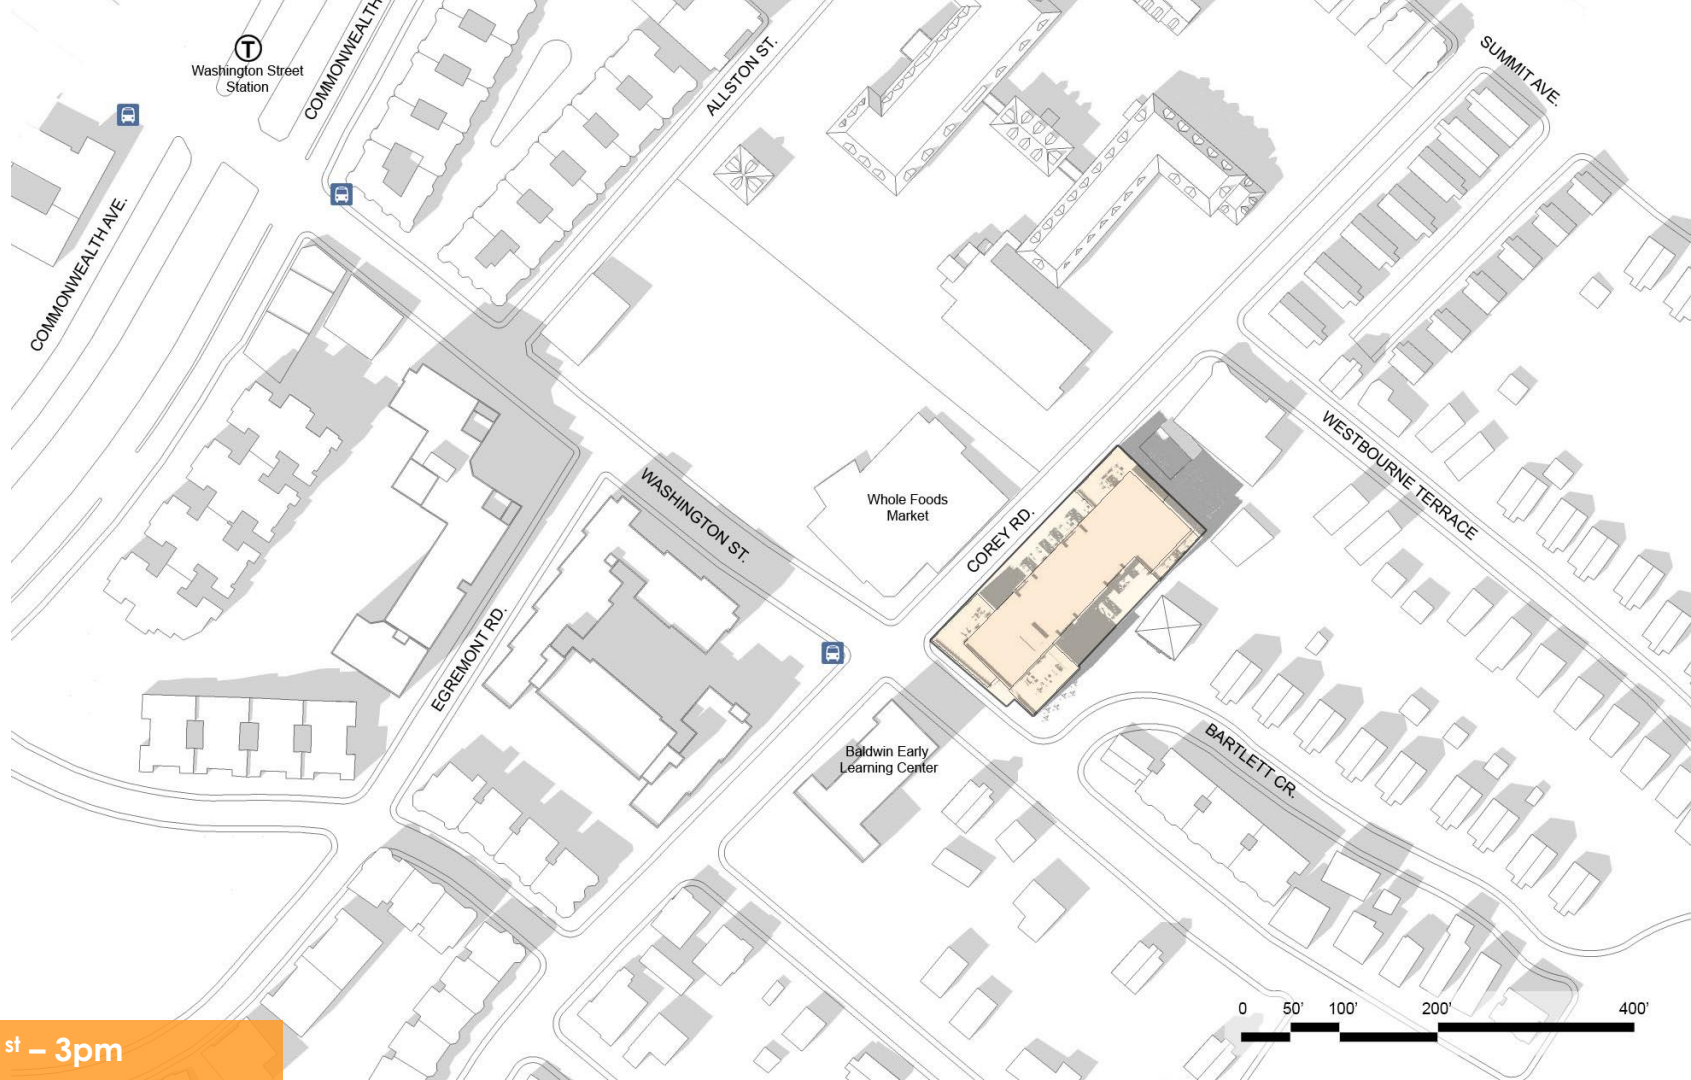 T
Washington Street
Station
COMMONWEALTH
ALLSTON ST.
SUMMIT AVE.
COMMONWEALTH AVE.
WESTBOURNE TERRACE
WASHINGTON ST.
Whole Foods
Market
COREY RD.
EGREMONT RD.
Baldwin Early
Learning Center
BARTLETT CR.
0 50' 100' 200' 400'
st – 3pm